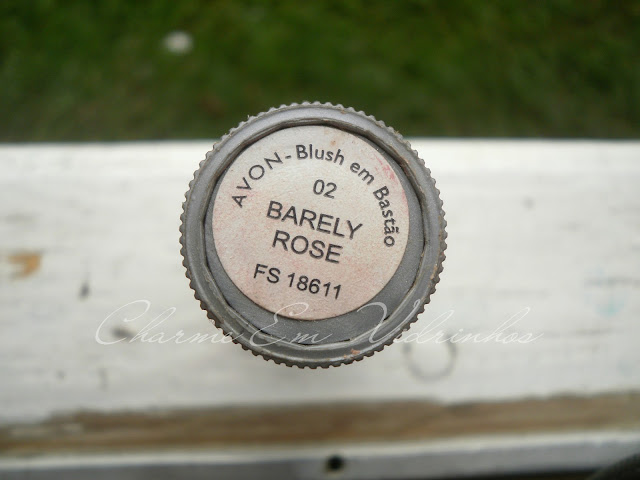 AVON-Blush em Bastão
02
BARELY
ROSE
FS 18611
Charme Em Vidrinhos